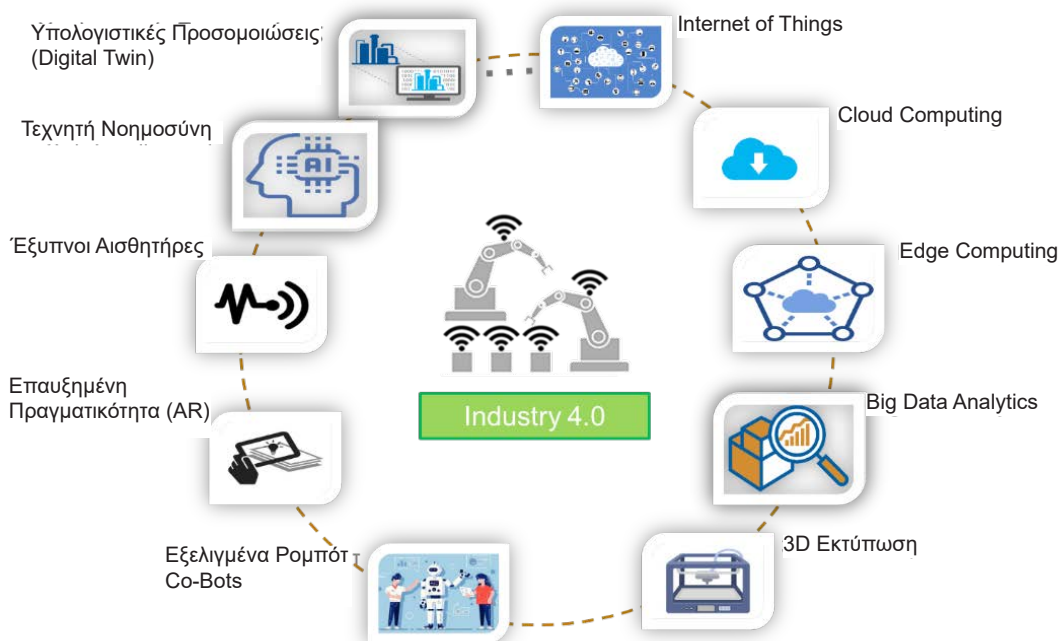 Υπολογιστικές Προσομοιώσεις
(Digital Twin)
Internet of Things
Τεχνητή Νοημοσύνη
Cloud Computing
AI
Έξυπνοι Αισθητήρες
Edge Computing
Επαυξημένη
Πραγματικότητα (AR)
Big Data Analytics
Industry 4.0
Εξελιγμένα Ρομπότ
Co-Bots
3D Εκτύπωση